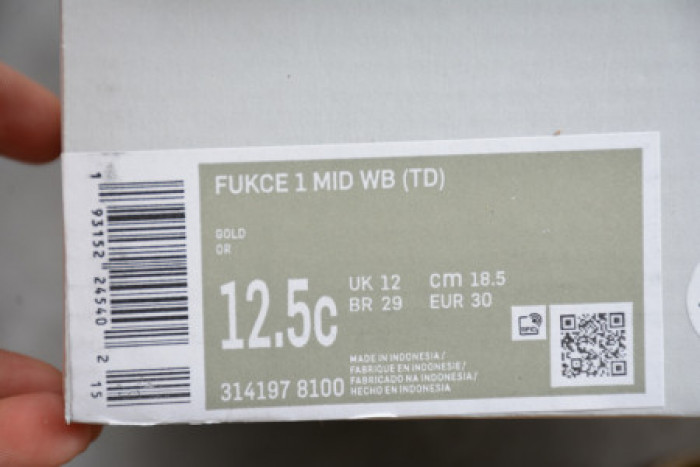 FUKCE 1 MID WB (TD)
GOLD
OR
12.5c
UK 12 cm 18.5
BR 29 EUR 30
MADE IN INDONESIA/
FABRIQUE EN INDONESIE/
FABRICADO NA INDONESIA/
HECHO EN INDONESIA
314197 8100
1 93152 24540 2 15